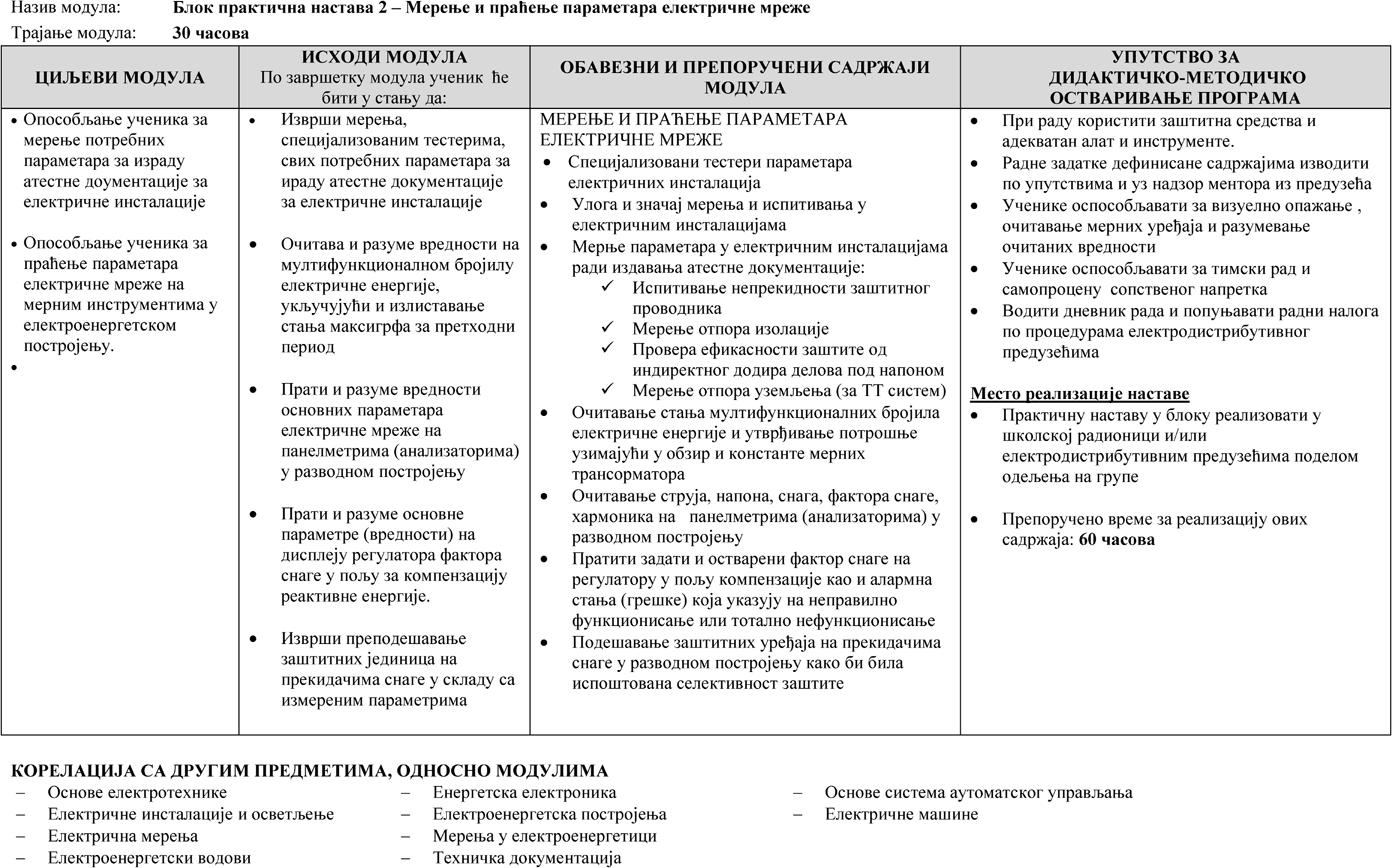 Назив модула: Блок практична настава 2 – Мерење и праћење параметара електричне мреже
Трајање модула: 30 часова
ЦИЉЕВИ МОДУЛА
ИСХОДИ МОДУЛА
По завршетку модула ученик ће
бити у стању да:
ОБАВЕЗНИ И ПРЕПОРУЧЕНИ САДРЖАЈИ
МОДУЛА
УПУТСТВО ЗА
ДИДАКТИЧКО-МЕТОДИЧКО
ОСТВАРИВАЊЕ ПРОГРАМА
• Опособљање ученика за
мерење потребних
параметара за израду
атестне доументације за
електричне инсталације
• Опособљање ученика за
праћење параметара
електричне мреже на
мерним инструментима у
електроенергетском
постројењу.
•
• Изврши мерења,
специјализованим тестерима,
свих потребних параметара за
ираду атестне документације
за електричне инсталације
• Очитава и разуме вредности на
мултифункционалном бројилу
електричне енергије,
укључујући и излиставање
стања максигрфа за претходни
период
• Прати и разуме вредности
основних параметара
електричне мреже на
панелметрима (анализаторима)
у разводном постројењу
• Прати и разуме основне
параметре (вредности) на
дисплеју регулатора фактора
снаге у пољу за компензацију
реактивне енергије.
• Изврши преподешавање
заштитних јединица на
прекидачима снаге у складу са
измереним параметрима
МЕРЕЊЕ И ПРАЋЕЊЕ ПАРАМЕТАРА
ЕЛЕКТРИЧНЕ МРЕЖЕ
• Специјализовани тестери параметара
електричних инсталација
• Улога и значај мерења и испитивања у
електричним инсталацијама
• Мерње параметара у електричним инсталацијама
ради издавања атестне документације:
✓ Испитивање непрекидности заштитног
проводника
✓ Мерење отпора изолације
✓ Провера ефикасности заштите од
индиректног додира делова под напоном
✓ Мерење отпора уземљења (за ТТ систем)
• Очитавање стања мултифункционалних бројила
електричне енергије и утврђивање потрошње
узимајући у обзир и константе мерних
трансорматора
• Очитавање струја, напона, снага, фактора снаге,
хармоника на панелметрима (анализаторима) у
разводном постројењу
• Пратити задати и остварени фактор снаге на
регулатору у пољу компензације као и алармна
стања (грешке) која указују на неправилно
функционисање или тотално нефункционисање
• Подешавање заштитних уређаја на прекидачима
снаге у разводном постројењу како би била
испоштована селективност заштите
• При раду користити заштитна средства и
адекватан алат и инструменте.
• Радне задатке дефинисане садржајима изводити
по упутствима и уз надзор ментора из предузећа
• Ученике оспособљавати за визуелно опажање ,
очитавање мерних уређаја и разумевање
очитаних вредности
• Ученике оспособљавати за тимски рад и
самопроцену сопственог напретка
• Водити дневник рада и попуњавати радни налога
по процедурама електродистрибутивног
предузећима
Место реализације наставе
• Практичну наставу у блоку реализовати у
школској радионици и/или
електродистрибутивним предузећима поделом
одељења на групе
• Препоручено време за реализацију ових
садржаја: 60 часова
КОРЕЛАЦИЈА СА ДРУГИМ ПРЕДМЕТИМА, ОДНОСНО МОДУЛИМА
– Основе електротехнике
– Електричне инсталације и осветљење
– Електрична мерења
– Електроенергетски водови
– Енергетска електроника
– Електроенергетска постројења
– Мерења у електроенергетици
– Техничка документација
– Основе система аутоматског управљања
– Електричне машине